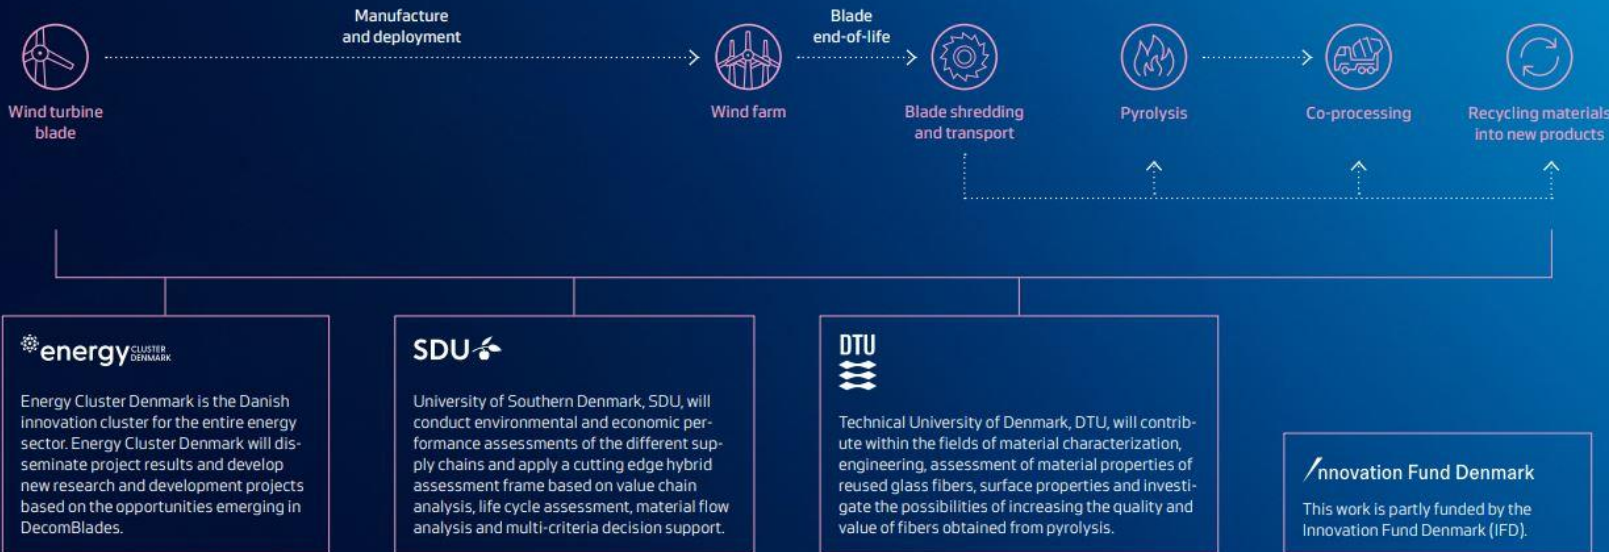 Manufacture
and deployment
Blade
end-of-life
Wind turbine
blade
Wind farm
Blade shredding
and transport
Pyrolysis
Co-processing
Recycling materials
into new products
energy CLUSTER
DENMARK
Energy Cluster Denmark is the Danish
innovation cluster for the entire energy
sector. Energy Cluster Denmark will dis-
seminate project results and develop
new research and development projects
based on the opportunities emerging in
DecomBlades.
SDU
University of Southern Denmark, SDU, will
conduct environmental and economic per-
formance assessments of the different sup-
ply chains and apply a cutting edge hybrid
assessment frame based on value chain
analysis, life cycle assessment, material flow
analysis and multi-criteria decision support.
DTU
Technical University of Denmark, DTU, will contrib-
ute within the fields of material characterization,
engineering, assessment of material properties of
reused glass fibers, surface properties and investi-
gate the possibilities of increasing the quality and
value of fibers obtained from pyrolysis.
Innovation Fund Denmark
This work is partly funded by the
Innovation Fund Denmark (IFD).